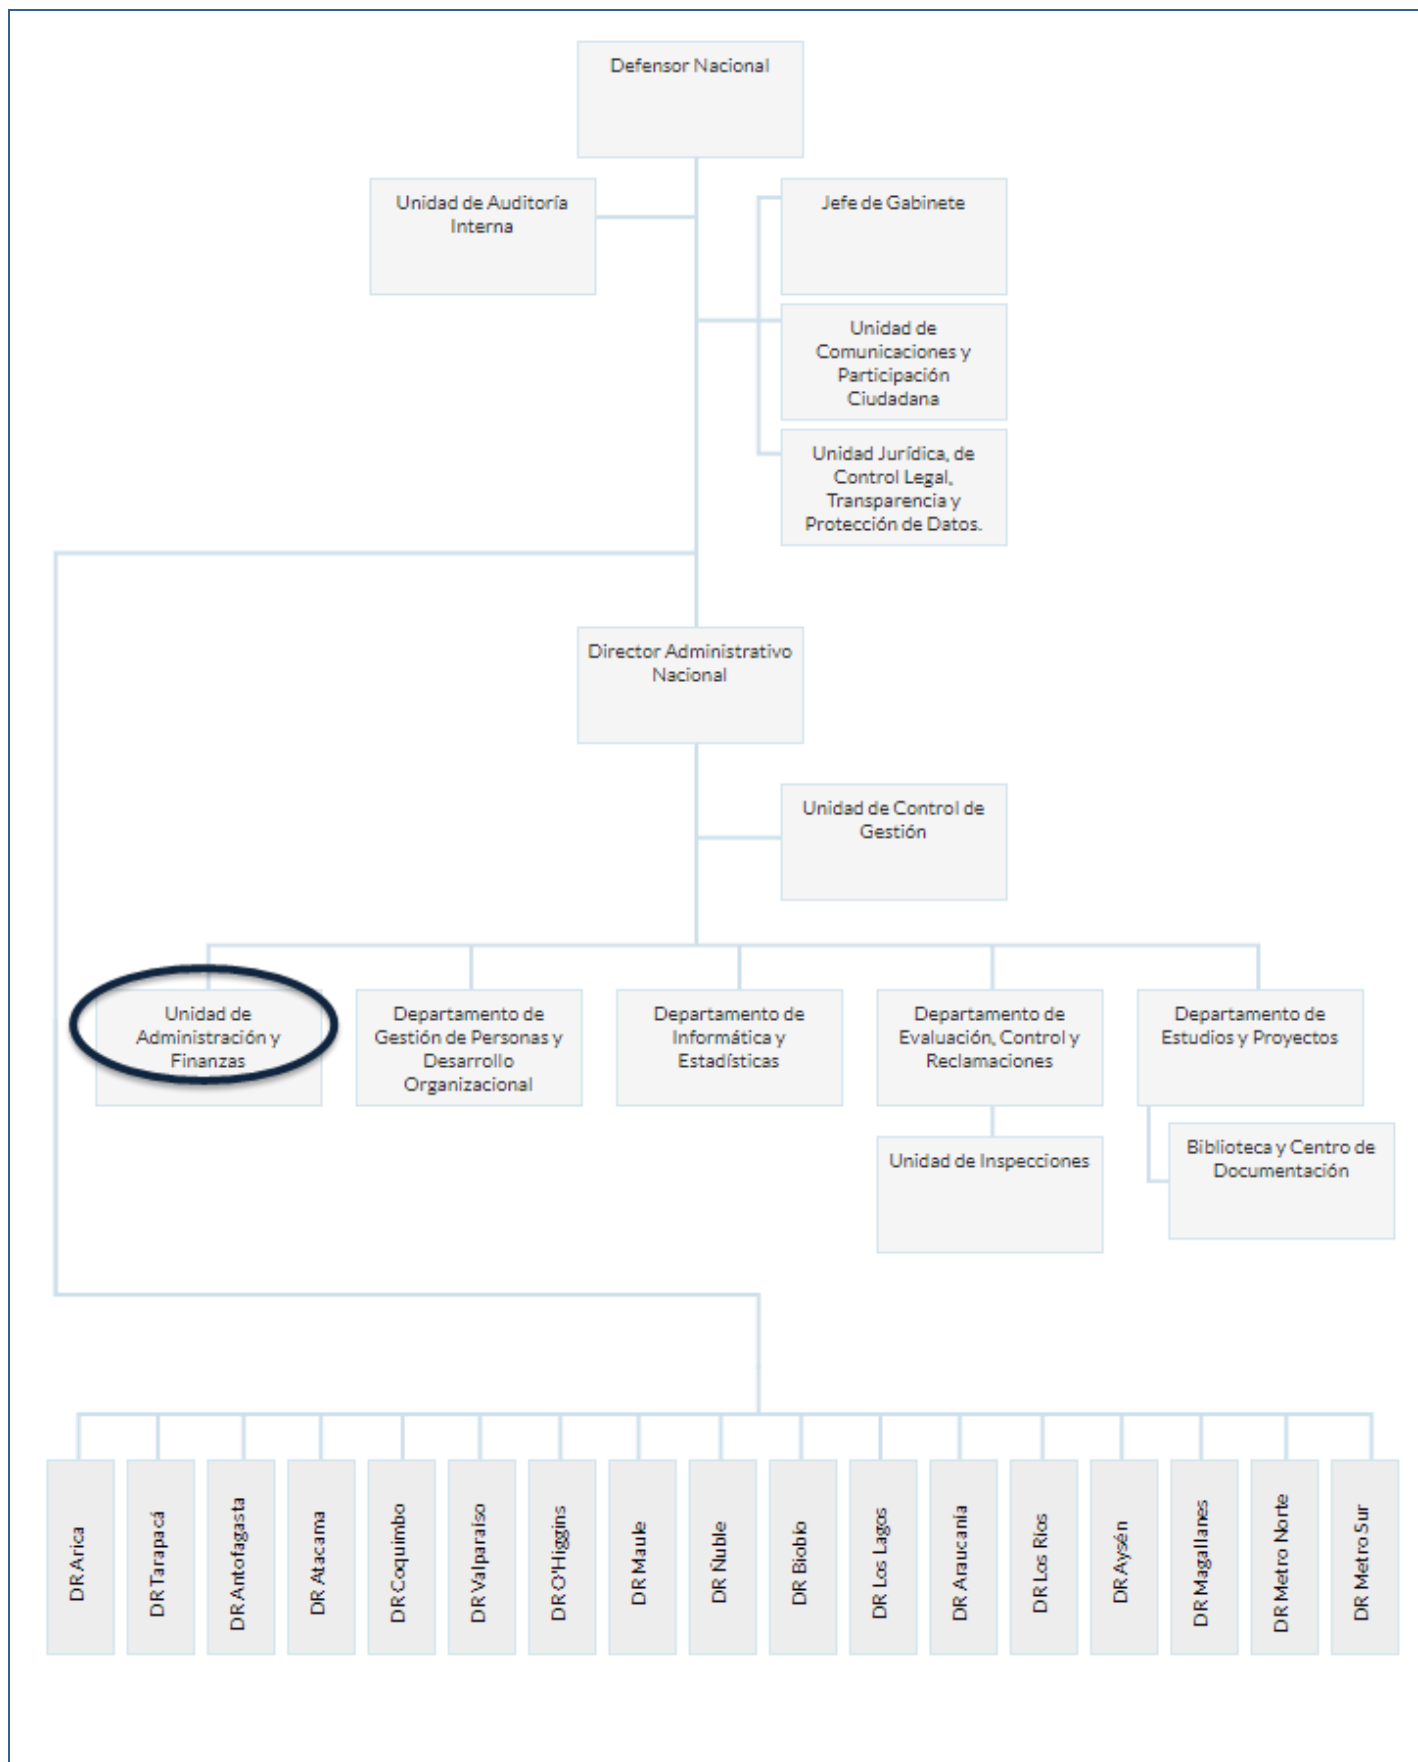 Defensor Nacional
Unidad de Auditoría
Interna
Jefe de Gabinete
Unidad de
Comunicaciones y
Participación
Ciudadana
Unidad Jurídica, de
Control Legal,
Transparencia y
Protección de Datos.
Director Administrativo
Nacional
Unidad de Control de
Gestión
Unidad de
Administración y
Finanzas
Departamento de
Gestión de Personas y
Desarrollo
Organizacional
Departamento de
Informática y
Estadísticas
Departamento de
Evaluación, Control y
Reclamaciones
Departamento de
Estudios y Proyectos
Unidad de Inspecciones
Biblioteca y Centro de
Documentación
DR Arica
DR Tarapacá
DR Antofagasta
DR Atacama
DR Coquimbo
DR Valparaíso
DR O'Higgins
DR Maule
DR Ñuble
DR Biobío
DR Los Lagos
DR Araucanía
DR Los Ríos
DR Aysén
DR Magallanes
DR Metro Norte
DR Metro Sur